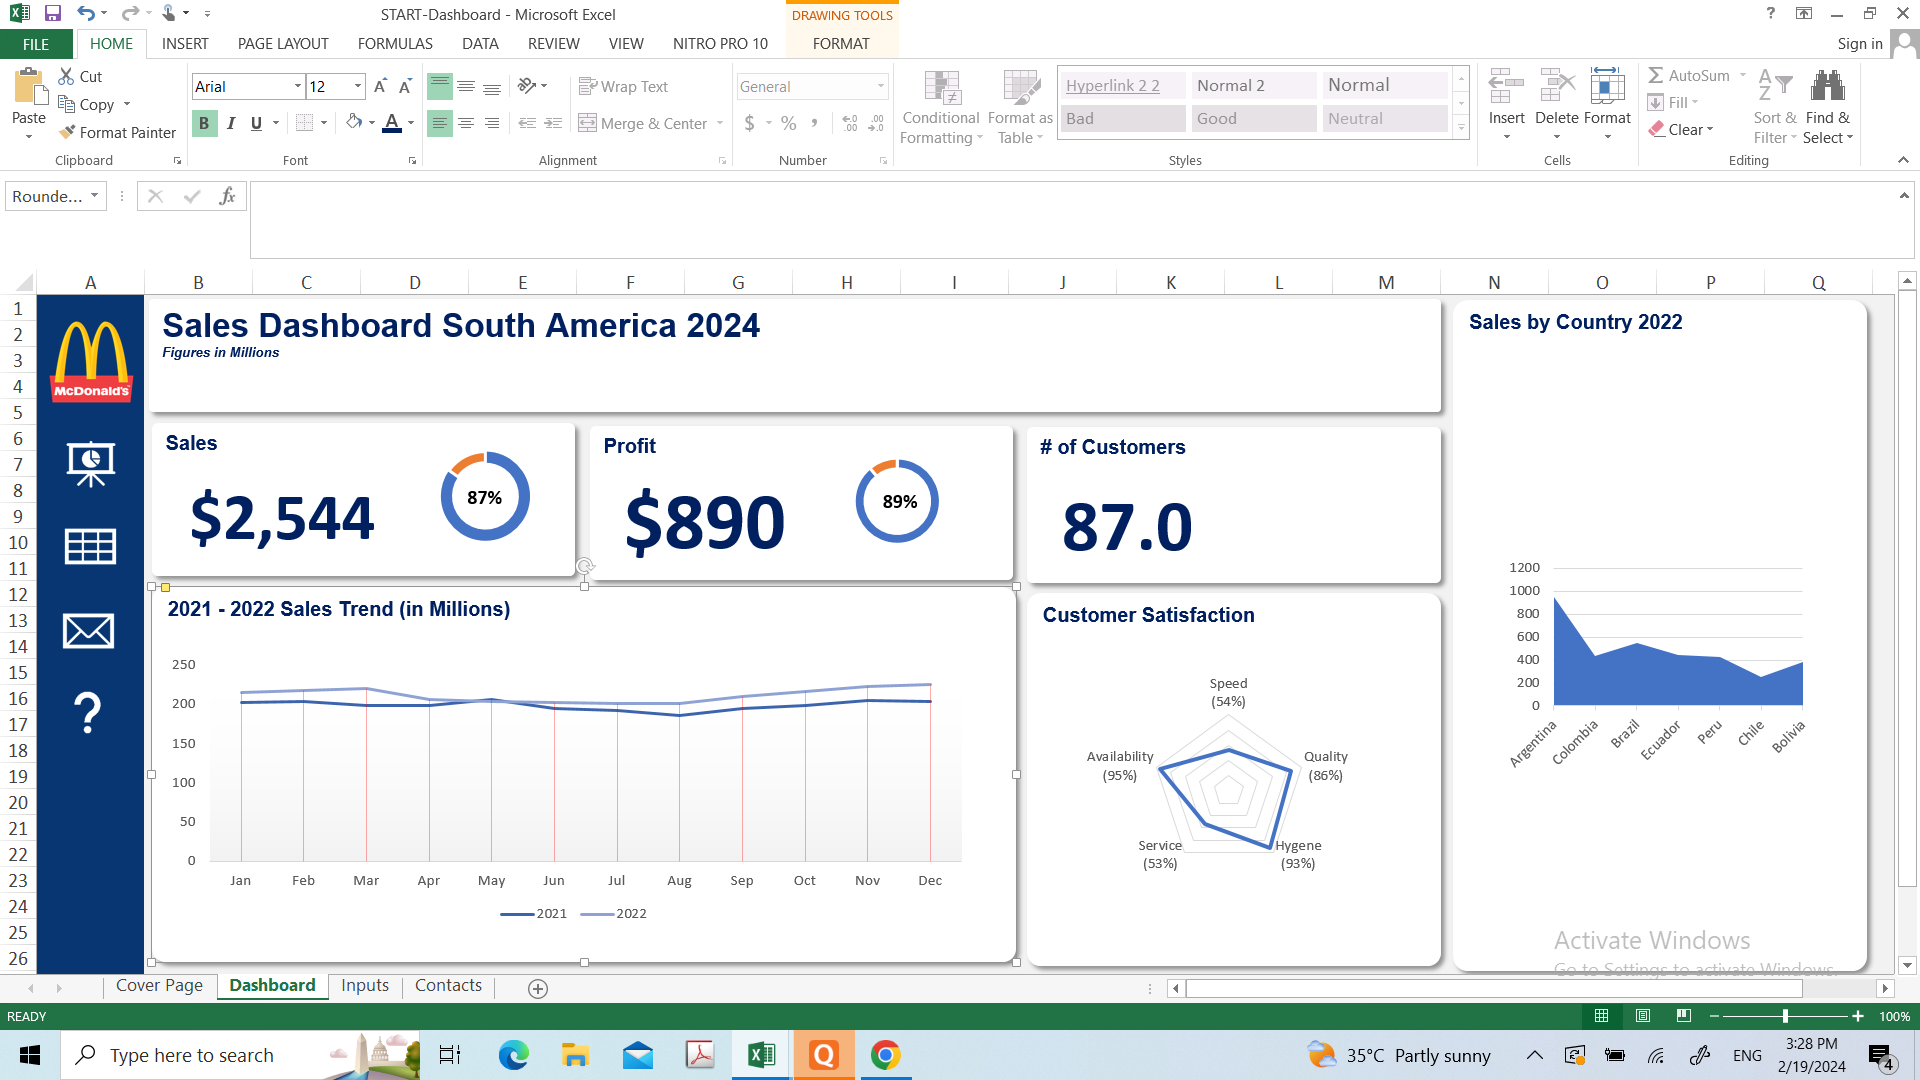 START-Dashboard - Microsoft Excel
DRAWING TOOLS
?
FILE HOME INSERT PAGE LAYOUT FORMULAS DATA REVIEW VIEW NITRO PRO 10 FORMAT
Sign in
Paste
Cut
Copy
Format Painter
Clipboard
Arial 12
B I U
Font
Wrap Text
Merge & Center
Alignment
General
$ % ,
Number
Conditional Formatting
Format as Table
Hyperlink 2 2 Normal 2 Normal
Bad Good Neutral
Styles
Insert Delete Format
Cells
AutoSum
Fill
Clear
Sort & Filter
Find & Select
Editing
Rounde...
fx
A B C D E F G H I J K L M N O P Q
1
2
3
4
5
6
7
8
9
10
11
12
13
14
15
16
17
18
19
20
21
22
23
24
25
26
McDonald's
?
Sales Dashboard South America 2024
Figures in Millions
Sales
$2,544
87%
Profit
$890
89%
# of Customers
87.0
2021 - 2022 Sales Trend (in Millions)
250
200
150
100
50
0
Jan Feb Mar Apr May Jun Jul Aug Sep Oct Nov Dec
2021 2022
Customer Satisfaction
Speed
(54%)
Availability
(95%)
Quality
(86%)
Service
(53%)
Hygene
(93%)
Sales by Country 2022
1200
1000
800
600
400
200
0
Argentina Colombia Brazil Ecuador Peru Chile Bolivia
Activate Windows
Go to Settings to activate Windows.
Cover Page Dashboard Inputs Contacts
READY
100%
Type here to search
35°C Partly sunny
ENG
3:28 PM
2/19/2024
4